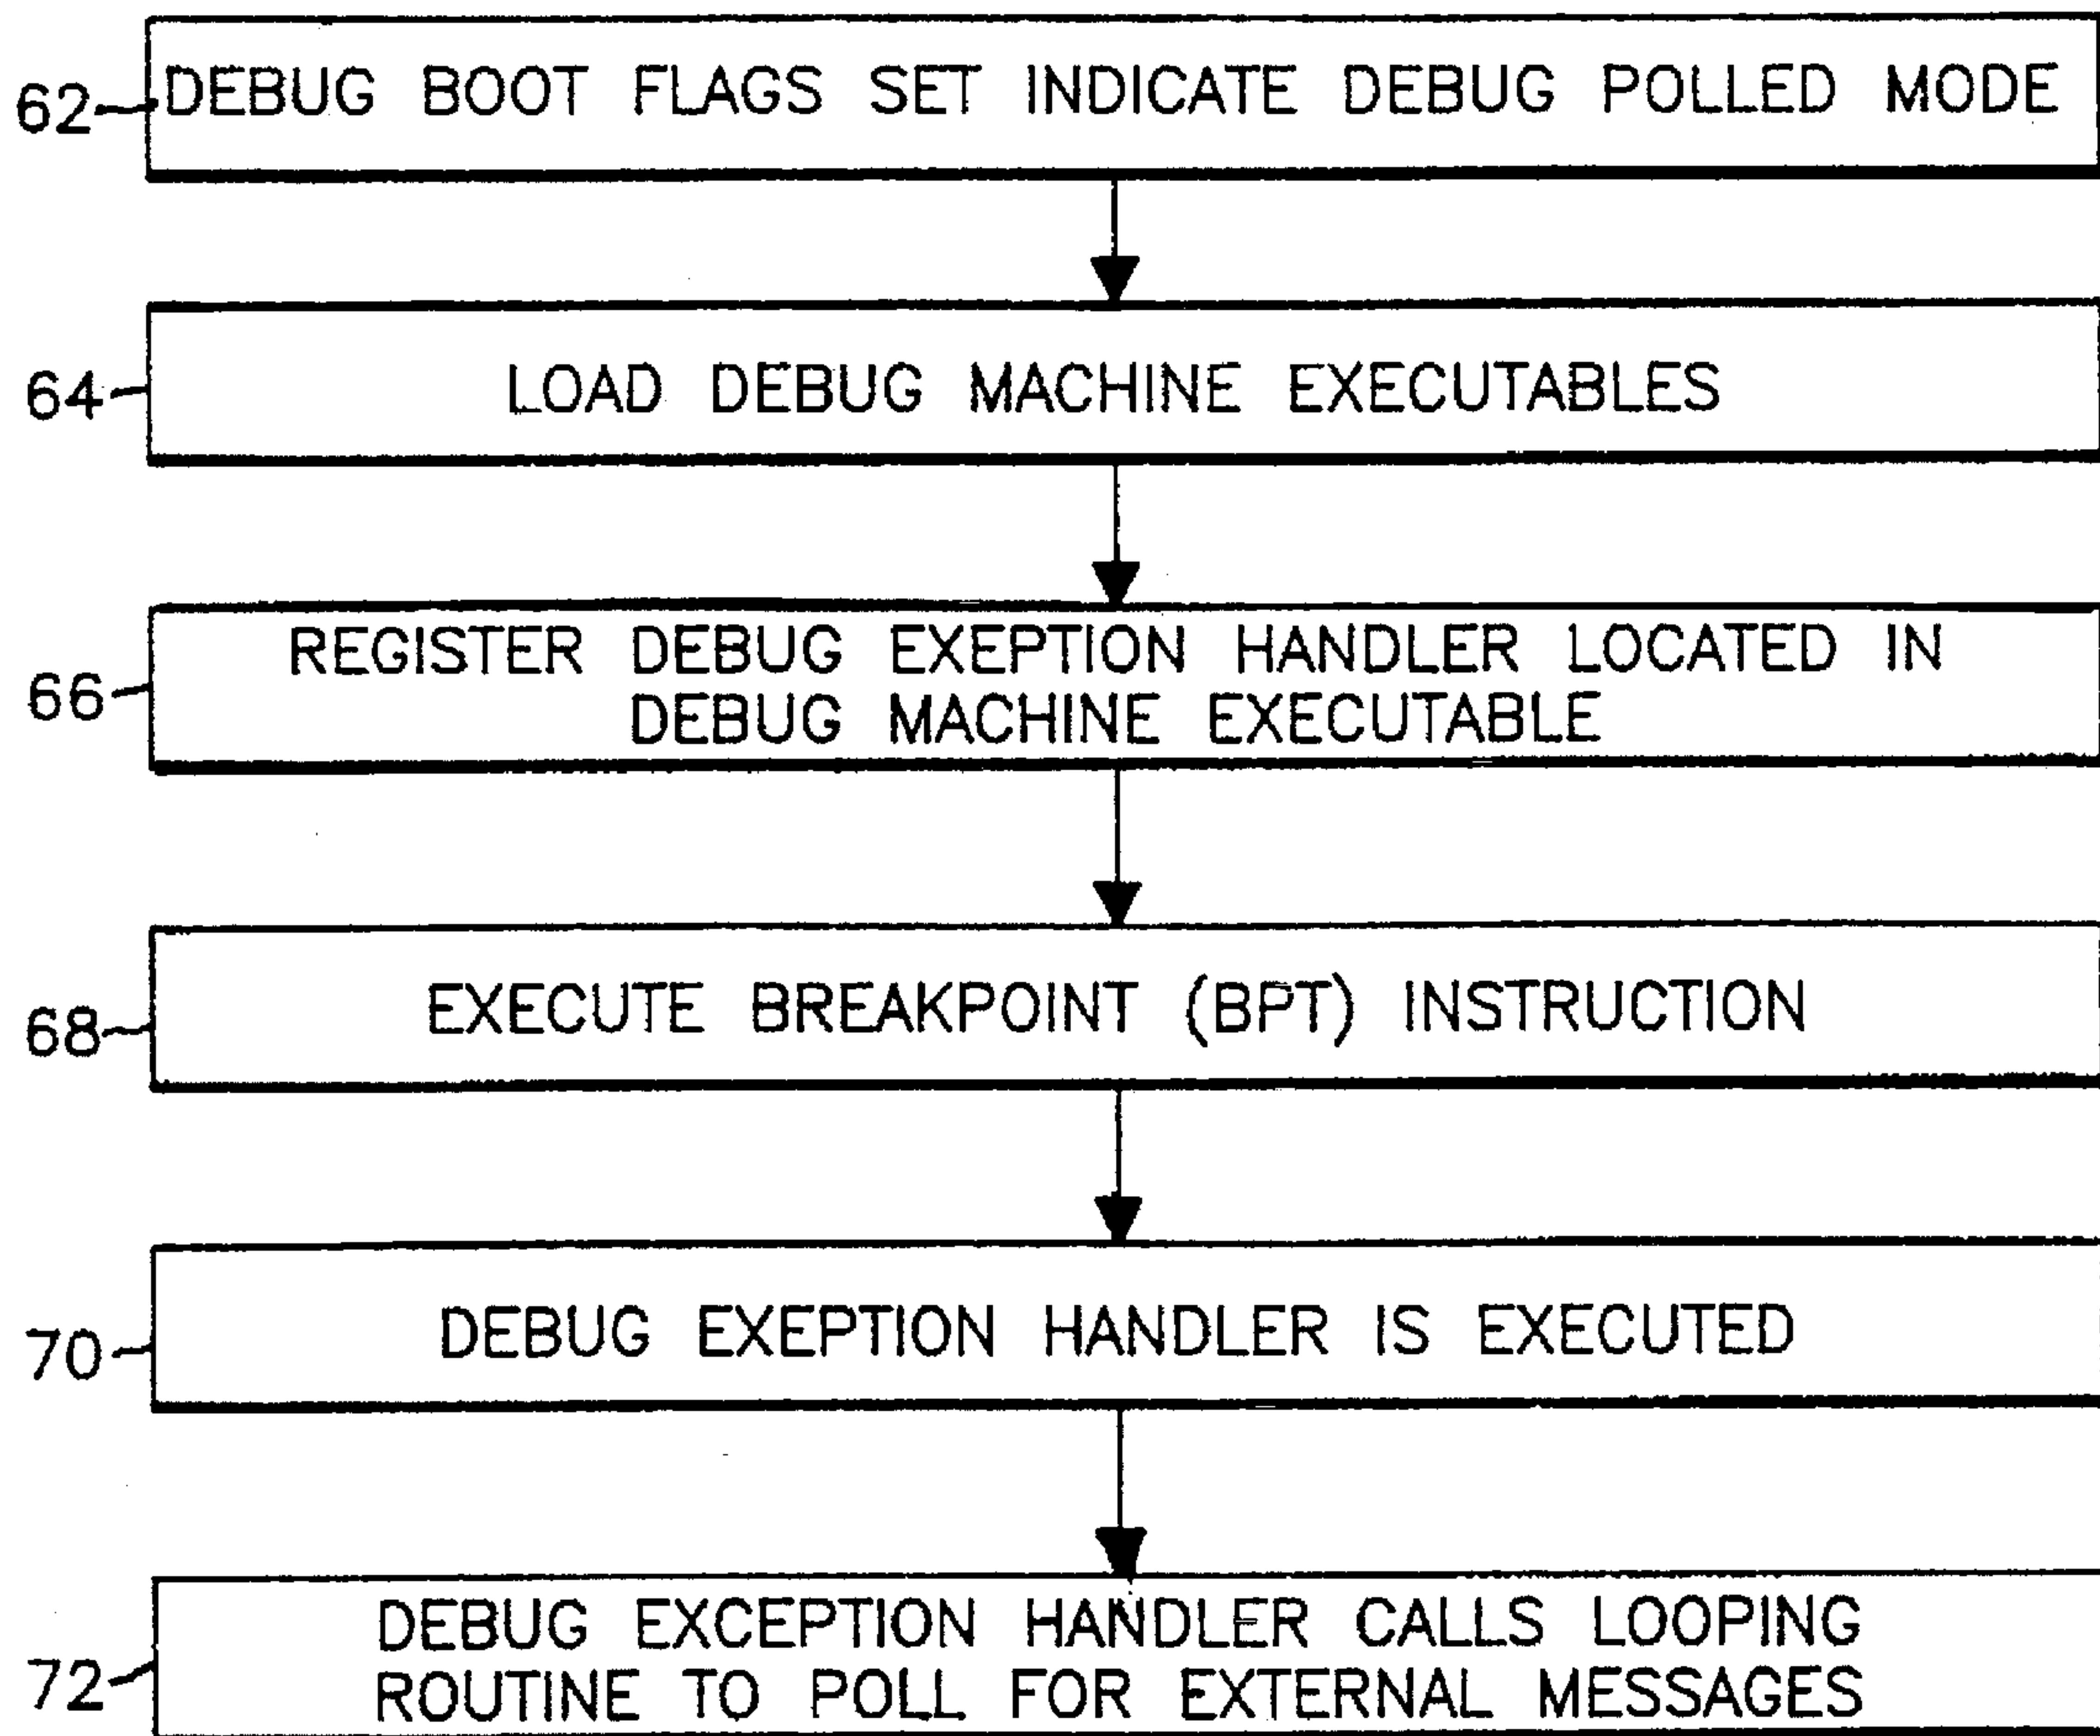 62 DEBUG BOOT FLAGS SET INDICATE DEBUG POLLED MODE
64 LOAD DEBUG MACHINE EXECUTABLES
REGISTER DEBUG EXEPTION HANDLER LOCATED IN
66 DEBUG MACHINE EXECUTABLE
68 EXECUTE BREAKPOINT (BPT) INSTRUCTION
70 DEBUG EXEPTION HANDLER IS EXECUTED
DEBUG EXCEPTION HANDLER CALLS LOOPING
72 ROUTINE TO POLL FOR EXTERNAL MESSAGES